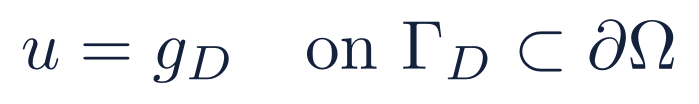 u = g_D on Γ_D ⊂ ∂Ω